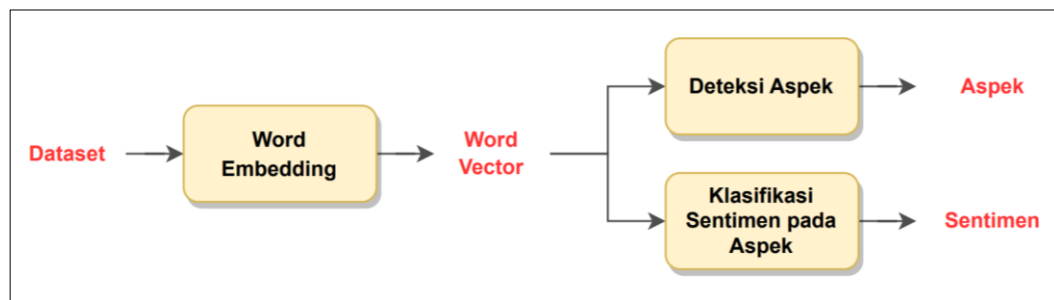 Dataset
Word
Embedding
Word
Vector
Deteksi Aspek
Aspek
Klasifikasi
Sentimen pada
Aspek
Sentimen